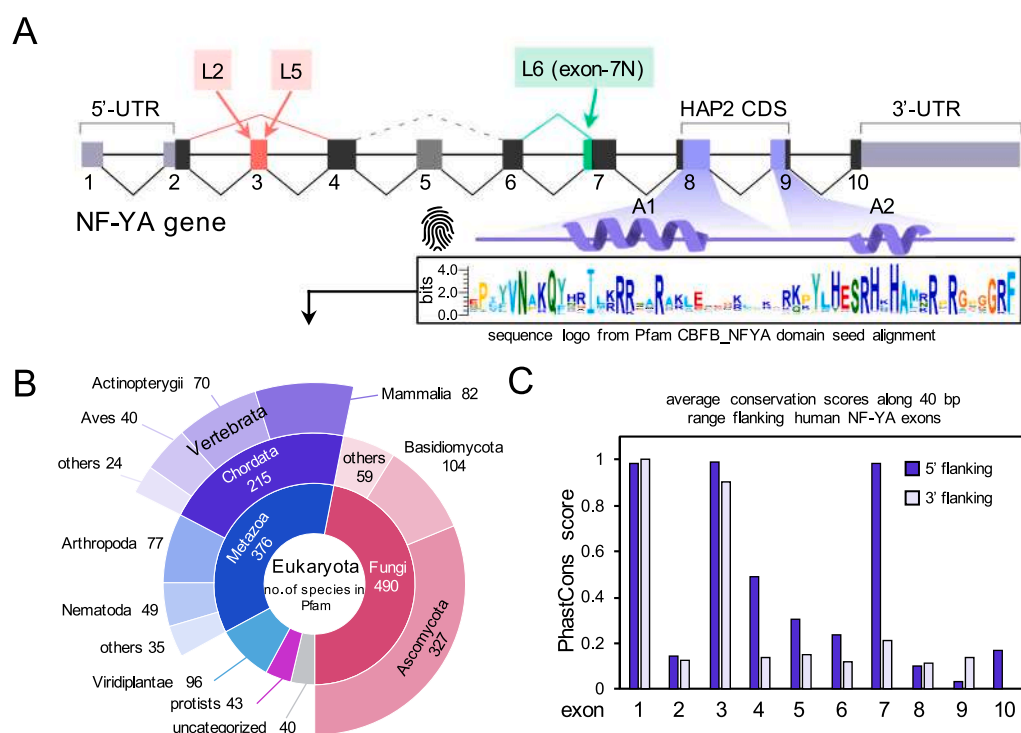 A
L2
L5
L6 (exon-7N)
5'-UTR
HAP2 CDS
3'-UTR
1 2 3 4 5 6 7 8 9 10
NF-YA gene
A1
A2
bits
4.0
2.0
0.0
sequence logo from Pfam CBFB_NFYA domain seed alignment
B
Actinopterygii 70
Mammalia 82
Aves 40
Vertebrata
others 24
Chordata
215
others
59
Basidiomycota
104
Arthropoda
77
Metazoa
376
Eukaryota
no.of species in
Pfam
Fungi
490
Nematoda 49
others 35
Ascomycota
327
Viridiplantae 96
protists 43
uncategorized 40
C
average conservation scores along 40 bp
range flanking human NF-YA exons
PhastCons score
1
0.8
0.6
0.4
0.2
0
5' flanking
3' flanking
exon 1 2 3 4 5 6 7 8 9 10